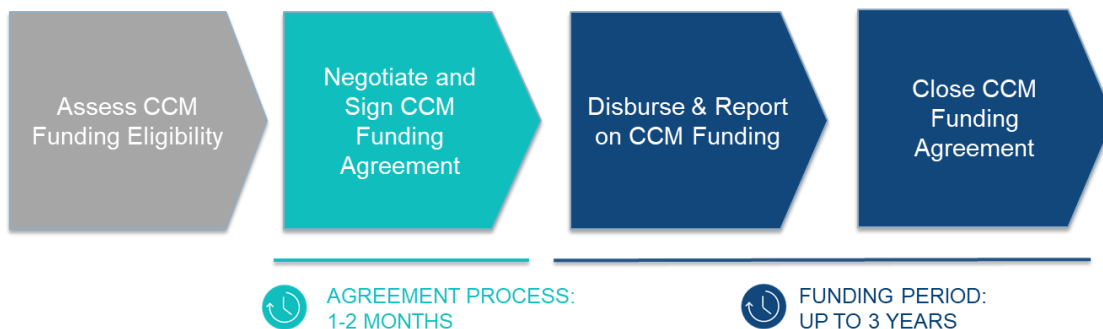 Assess CCM
Funding Eligibility
Negotiate and
Sign CCM
Funding
Agreement
Disburse & Report
on CCM Funding
Close CCM
Funding
Agreement
AGREEMENT PROCESS:
1-2 MONTHS
FUNDING PERIOD:
UP TO 3 YEARS